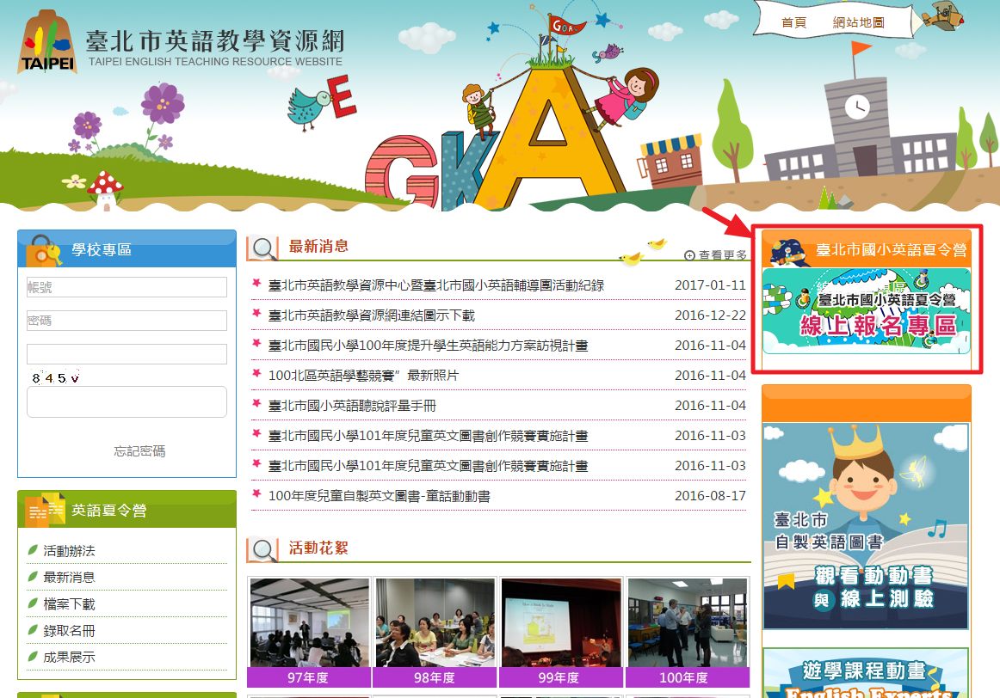 首頁
網站地圖
TAIPEI
臺北市英語教學資源網
TAIPEI ENGLISH TEACHING RESOURCE WEBSITE
GOAL
E
G
K
A
學校專區
帳號
密碼
845v
忘記密碼
英語夏令營
活動辦法
最新消息
檔案下載
錄取名冊
成果展示
最新消息
查看更多
臺北市英語教學資源中心暨臺北市國小英語輔導團活動紀錄 2017-01-11
臺北市英語教學資源網連結圖示下載 2016-12-22
臺北市國民小學100年度提升學生英語能力方案訪視計畫 2016-11-04
100北區英語學藝競賽”最新照片 2016-11-04
臺北市國小英語聽說評量手冊 2016-11-04
臺北市國民小學101年度兒童英文圖書創作競賽實施計畫 2016-11-03
臺北市國民小學101年度兒童英文圖書創作競賽實施計畫 2016-11-03
100年度兒童自製英文圖書-童話動動書 2016-08-17
活動花絮
97年度
98年度
99年度
100年度
臺北市國小英語夏令營
臺北市國小英語夏令營
線上報名專區
臺北市
自製英語圖書
觀看動動書
與線上測驗
遊學課程動畫
English Experts